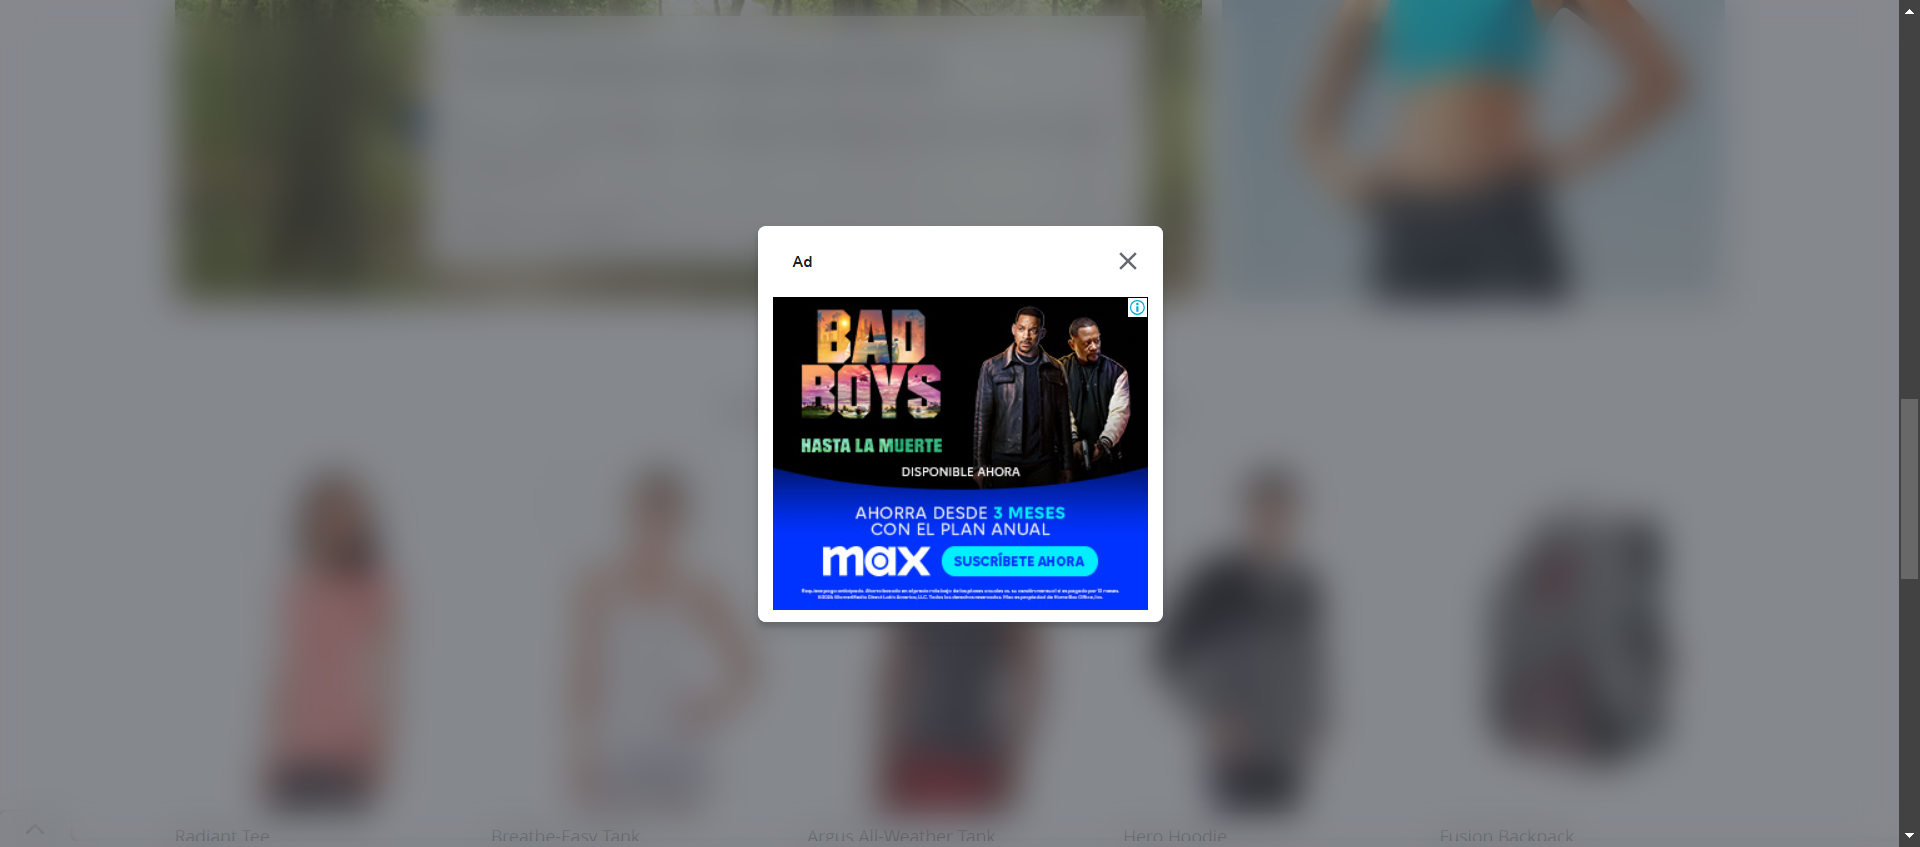 Ad
BAD
BOYS
HASTA LA MUERTE
DISPONIBLE AHORA
AHORRA DESDE 3 MESES
CON EL PLAN ANUAL
max
SUSCRÍBETE AHORA
Radiant Tee
Breathe-Easy Tank
Argus All-Weather Tank
Hero Hoodie
Fusion Backpack